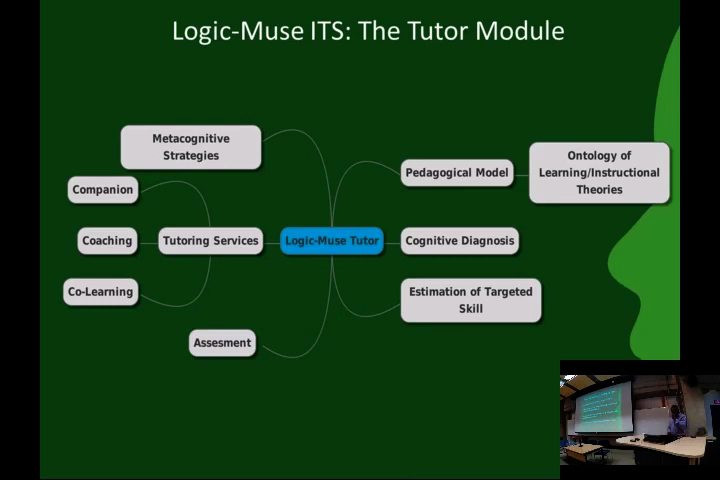 Logic-Muse ITS: The Tutor Module
Metacognitive
Strategies
Companion
Coaching
Tutoring Services
Co-Learning
Assesment
Logic-Muse Tutor
Pedagogical Model
Ontology of
Learning/Instructional
Theories
Cognitive Diagnosis
Estimation of Targeted
Skill